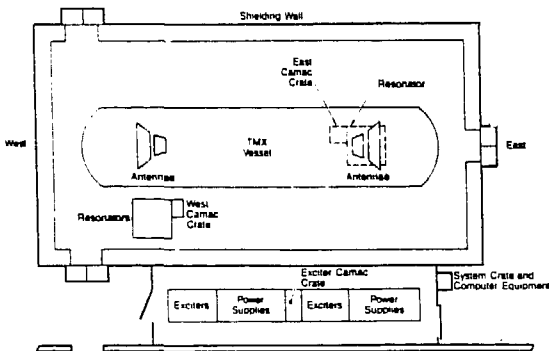 Shielding Wall
East
Camac
Crate
Resonator
West
TMX
Vessel
East
Antennae
Antennae
Resonators
West
Camac
Crate
Exciter Camac
Crate
System Crate and
Computer Equipment
Exciters
Power
Supplies
Exciters
Power
Supplies